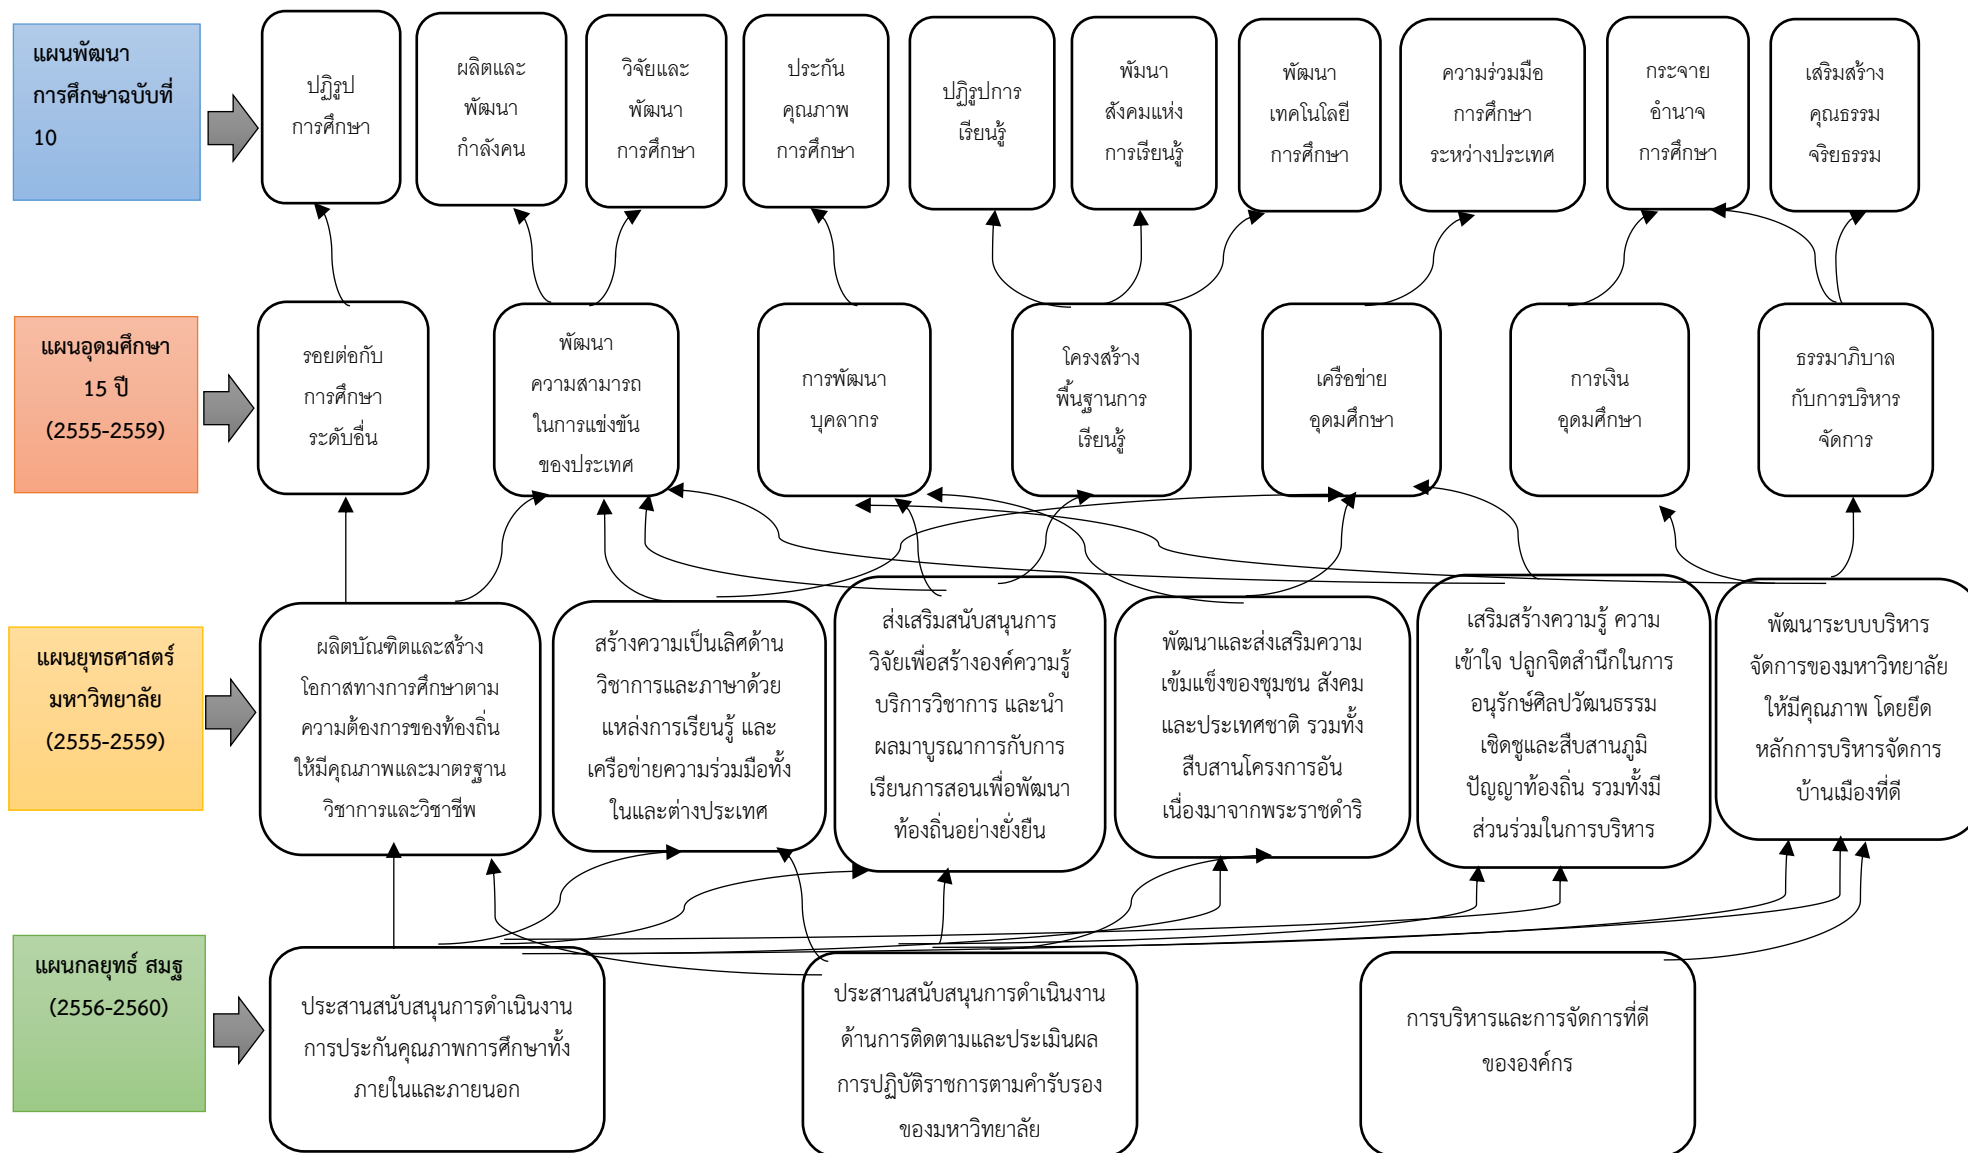 แผนพัฒนา
การศึกษาฉบับที่
10
ปฏิรูป
การศึกษา
ผลิตและ
พัฒนา
กำลังคน
วิจัยและ
พัฒนา
การศึกษา
ประกัน
คุณภาพ
การศึกษา
ปฏิรูปการ
เรียนรู้
พัมนา
สังคมแห่ง
การเรียนรู้
พัฒนา
เทคโนโลยี
การศึกษา
ความร่วมมือ
การศึกษา
ระหว่างประเทศ
กระจาย
อำนาจ
การศึกษา
เสริมสร้าง
คุณธรรม
จริยธรรม
แผนอุดมศึกษา
15 ปี
(2555-2559)
รอยต่อกับ
การศึกษา
ระดับอื่น
พัฒนา
ความสามารถ
ในการแข่งขัน
ของประเทศ
การพัฒนา
บุคลากร
โครงสร้าง
พื้นฐานการ
เรียนรู้
เครือข่าย
อุดมศึกษา
การเงิน
อุดมศึกษา
ธรรมาภิบาล
กับการบริหาร
จัดการ
แผนยุทธศาสตร์
มหาวิทยาลัย
(2555-2559)
ผลิตบัณฑิตและสร้าง
โอกาสทางการศึกษาตาม
ความต้องการของท้องถิ่น
ให้มีคุณภาพและมาตรฐาน
วิชาการและวิชาชีพ
สร้างความเป็นเลิศด้าน
วิชาการและภาษาด้วย
แหล่งการเรียนรู้ และ
เครือข่ายความร่วมมือทั้ง
ในและต่างประเทศ
ส่งเสริมสนับสนุนการ
วิจัยเพื่อสร้างองค์ความรู้
บริการวิชาการ และนำ
ผลมาบูรณาการกับการ
เรียนการสอนเพื่อพัฒนา
ท้องถิ่นอย่างยั่งยืน
พัฒนาและส่งเสริมความ
เข้มแข็งของชุมชน สังคม
และประเทศชาติ รวมทั้ง
สืบสานโครงการอัน
เนื่องมาจากพระราชดำริ
เสริมสร้างความรู้ ความ
เข้าใจ ปลูกจิตสำนึกในการ
อนุรักษ์ศิลปวัฒนธรรม
เชิดชูและสืบสานภูมิ
ปัญญาท้องถิ่น รวมทั้งมี
ส่วนร่วมในการบริหาร
พัฒนาระบบบริหาร
จัดการของมหาวิทยาลัย
ให้มีคุณภาพ โดยยึด
หลักการบริหารจัดการ
บ้านเมืองที่ดี
แผนกลยุทธ์ สมฐ
(2556-2560)
ประสานสนับสนุนการดำเนินงาน
การประกันคุณภาพการศึกษาทั้ง
ภายในและภายนอก
ประสานสนับสนุนการดำเนินงาน
ด้านการติดตามและประเมินผล
การปฏิบัติราชการตามคำรับรอง
ของมหาวิทยาลัย
การบริหารและการจัดการที่ดี
ขององค์กร